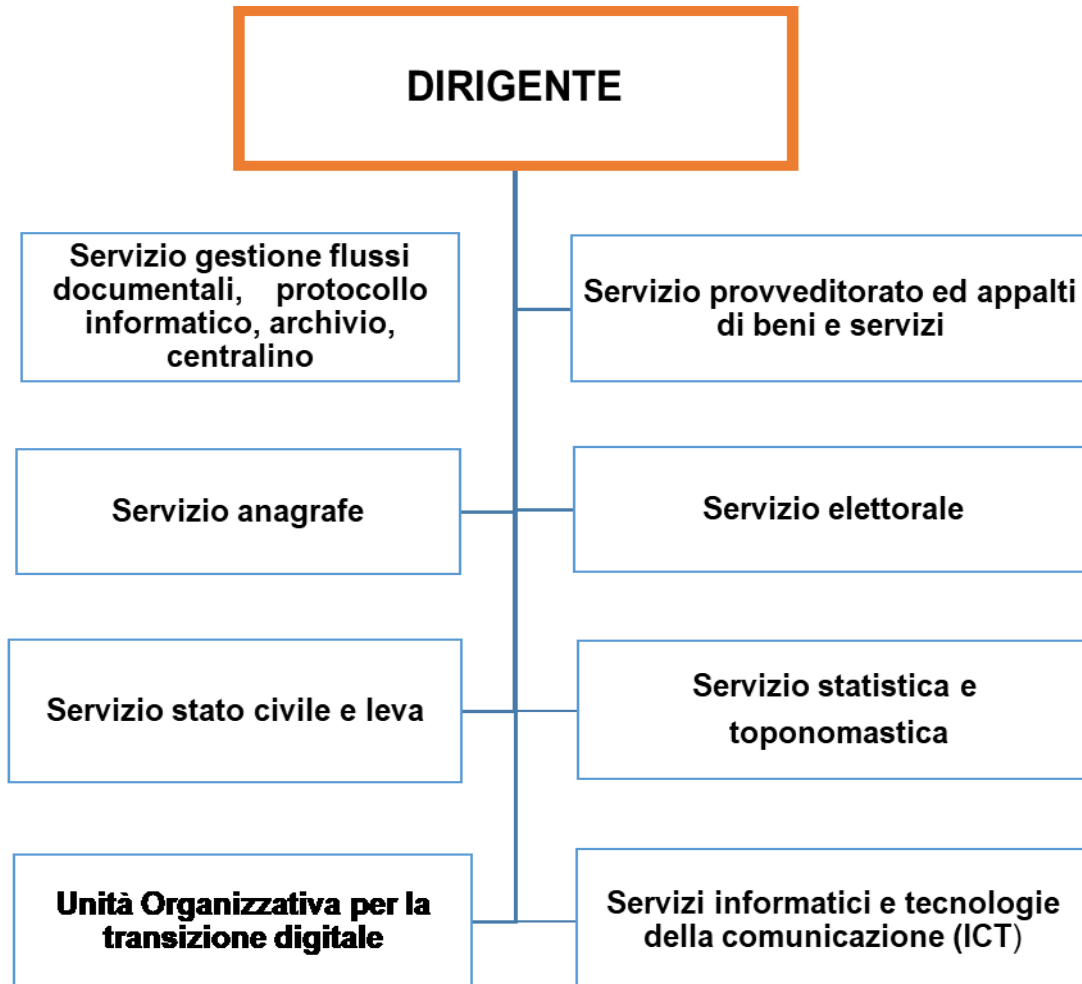 DIRIGENTE
Servizio gestione flussi
documentali, protocollo
informatico, archivio,
centralino
Servizio provveditorato ed appalti
di beni e servizi
Servizio anagrafe
Servizio elettorale
Servizio stato civile e leva
Servizio statistica e
toponomastica
Unità Organizzativa per la
transizione digitale
Servizi informatici e tecnologie
della comunicazione (ICT)